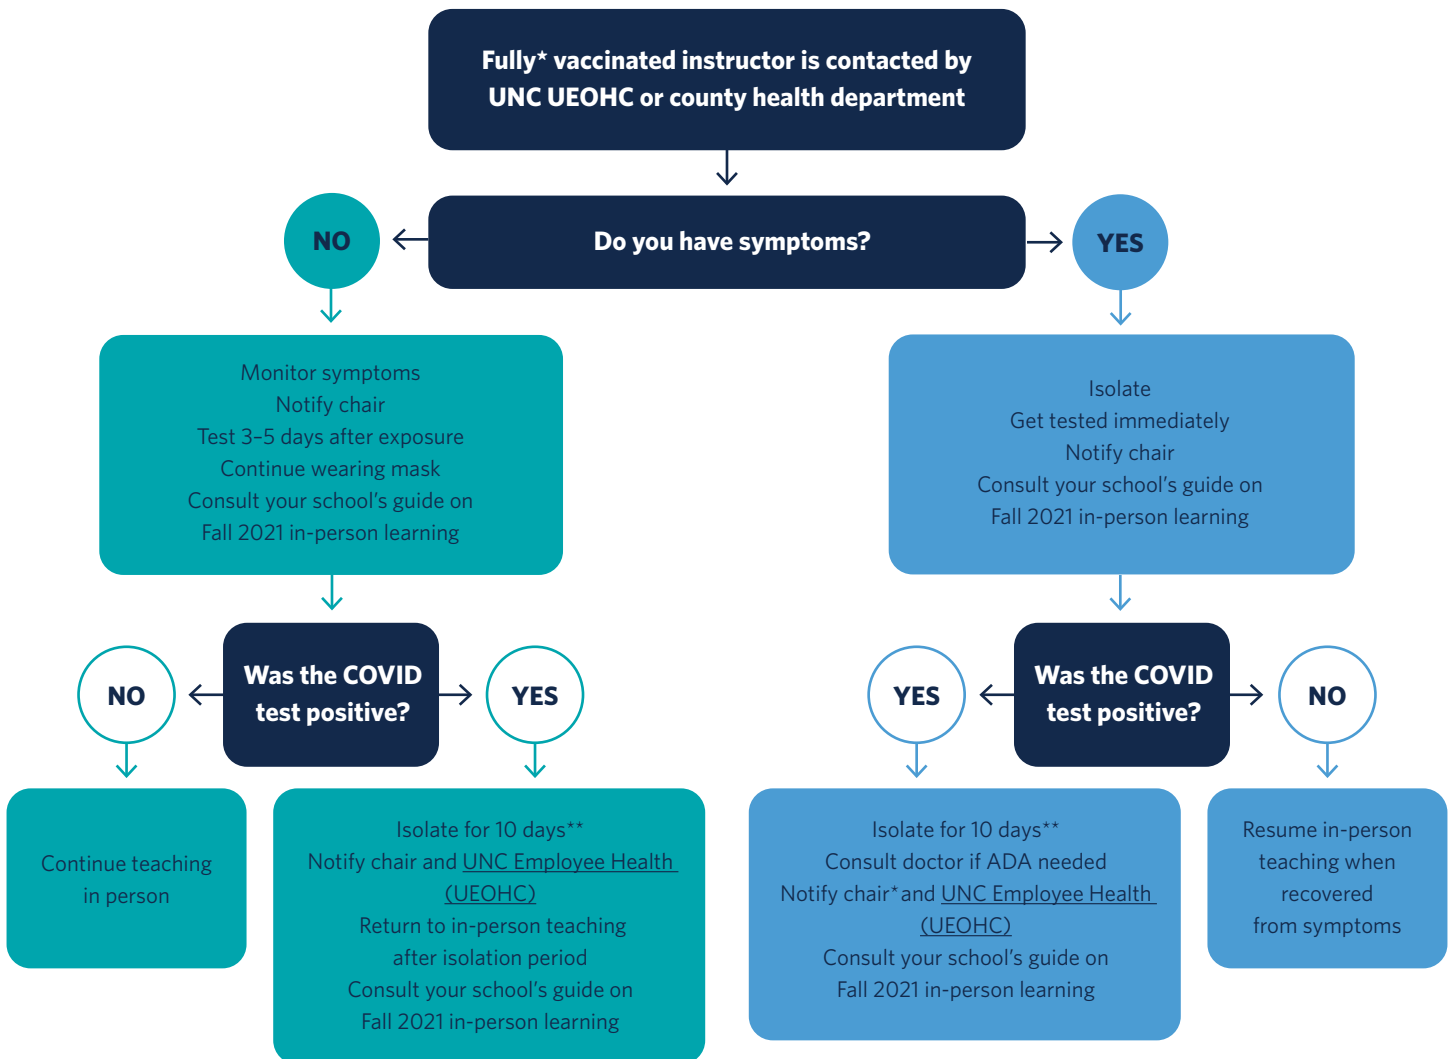 Fully* vaccinated instructor is contacted by
UNC UEOHC or county health department
NO
Do you have symptoms?
YES
Monitor symptoms
Notify chair
Test 3–5 days after exposure
Continue wearing mask
Consult your school’s guide on
Fall 2021 in-person learning
Isolate
Get tested immediately
Notify chair
Consult your school’s guide on
Fall 2021 in-person learning
NO
Was the COVID
test positive?
YES
YES
Was the COVID
test positive?
NO
Continue teaching
in person
Isolate for 10 days**
Notify chair and UNC Employee Health
(UEOHC)
Return to in-person teaching
after isolation period
Consult your school’s guide on
Fall 2021 in-person learning
Isolate for 10 days**
Consult doctor if ADA needed
Notify chair* and UNC Employee Health
(UEOHC)
Consult your school’s guide on
Fall 2021 in-person learning
Resume in-person
teaching when
recovered
from symptoms